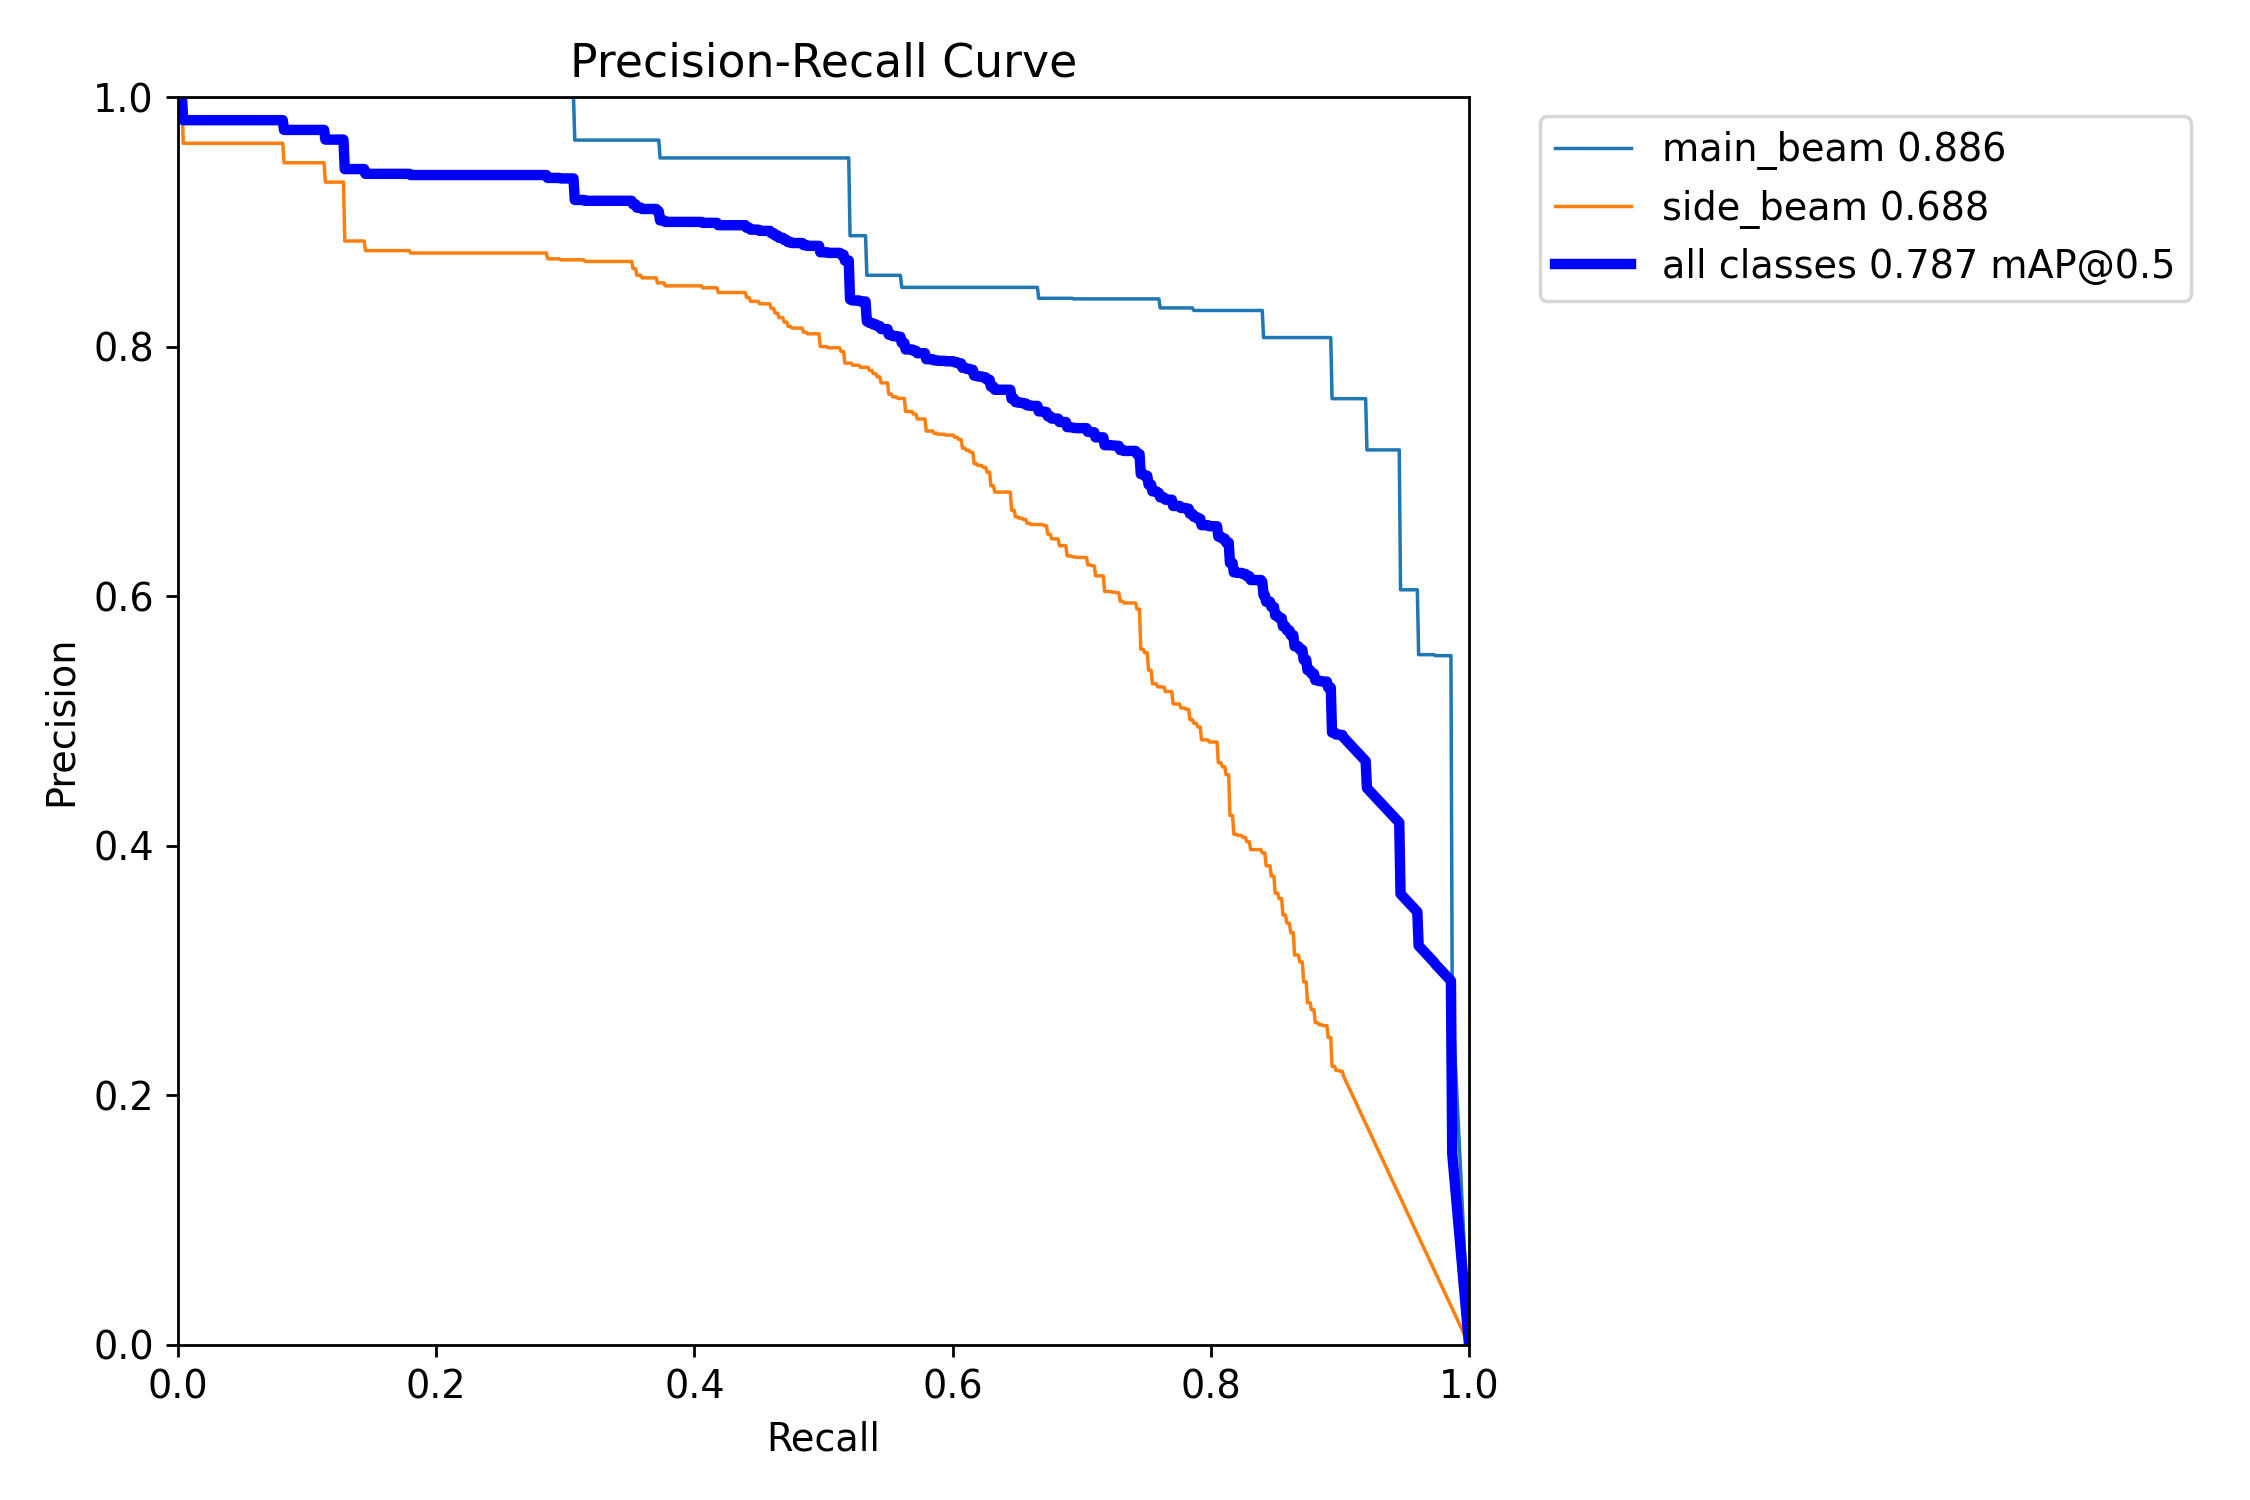 Precision-Recall Curve
main_beam 0.886
side_beam 0.688
all classes 0.787 mAP@0.5
1.0
0.8
0.6
0.4
0.2
0.0
Precision
0.0 0.2 0.4 0.6 0.8 1.0
Recall